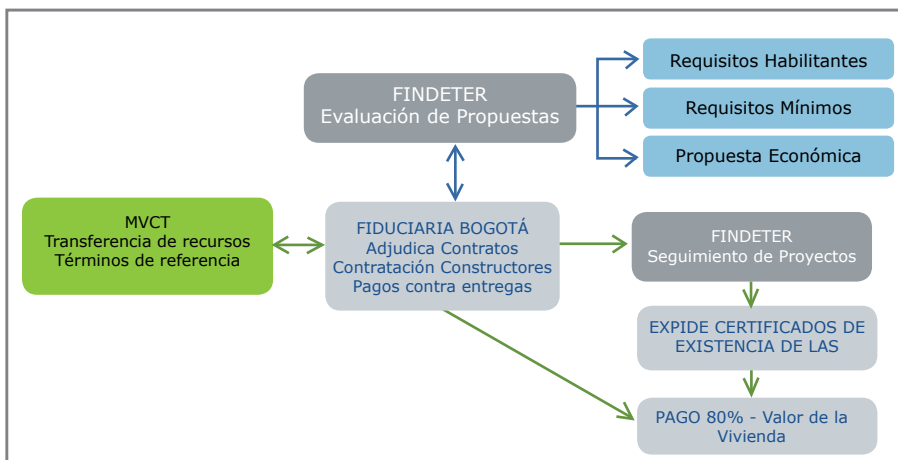 FINDETER
Evaluación de Propuestas
Requisitos Habilitantes
Requisitos Mínimos
Propuesta Económica
MVCT
Transferencia de recursos
Términos de referencia
FIDUCIARIA BOGOTÁ
Adjudica Contratos
Contratación Constructores
Pagos contra entregas
FINDETER
Seguimiento de Proyectos
EXPIDE CERTIFICADOS DE
EXISTENCIA DE LAS
PAGO 80% - Valor de la
Vivienda